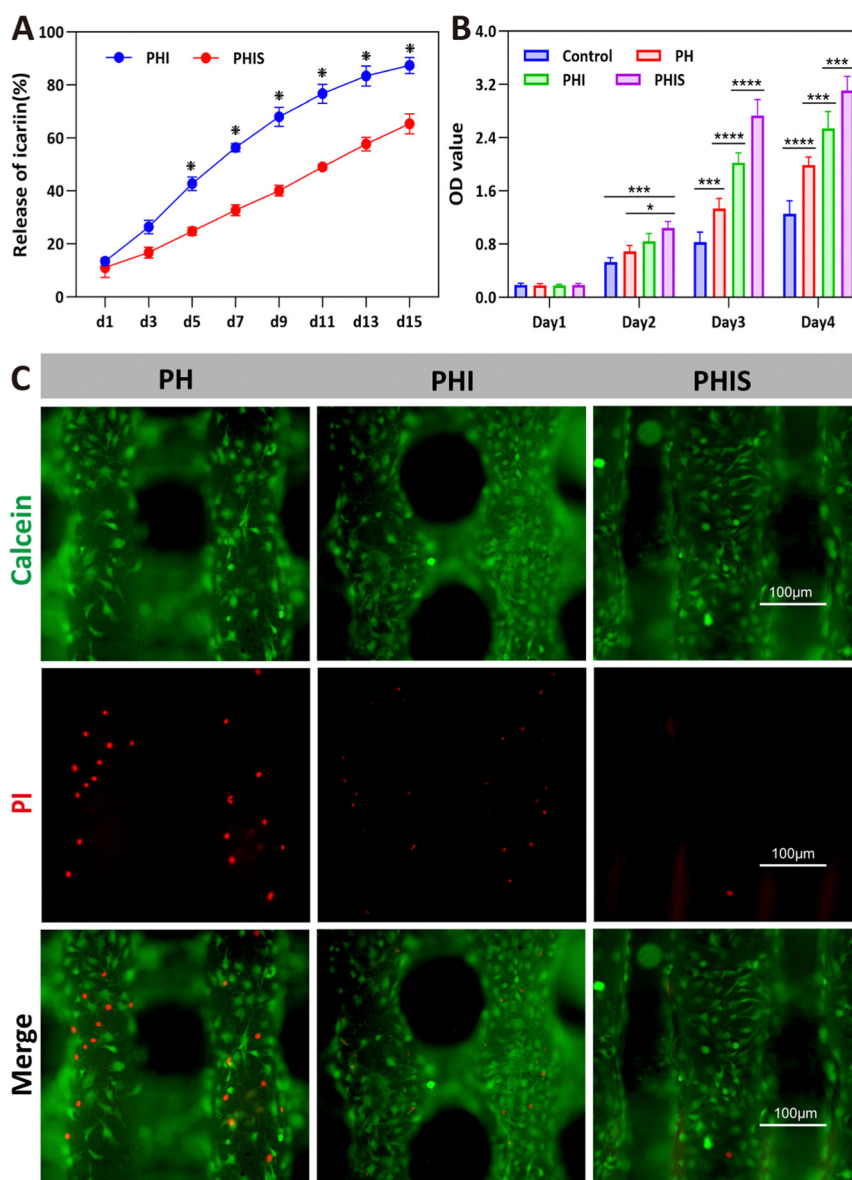 A
PHI
PHIS
Release of icariin(%)
100
80
60
40
20
0
* * * * * *
d1 d3 d5 d7 d9 d11 d13 d15
B
Control
PH
PHI
PHIS
OD value
4.0
3.2
2.4
1.6
0.8
0.0
***
*
***
****
****
****
***
***
Day1 Day2 Day3 Day4
C
PH PHI PHIS
Calcein
100μm
PI
100μm
Merge
100μm